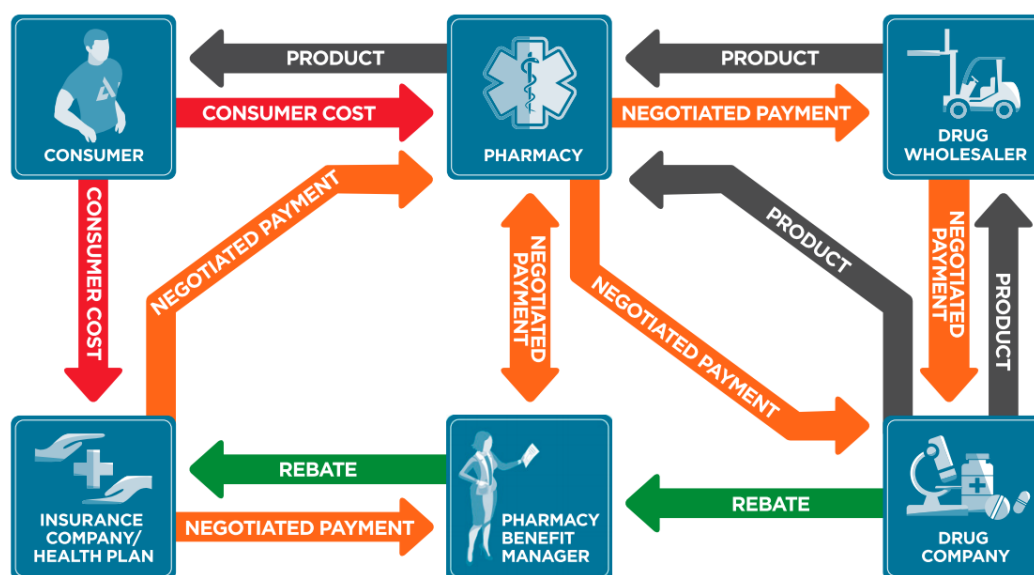 PRODUCT
PRODUCT
CONSUMER COST
NEGOTIATED PAYMENT
CONSUMER
PHARMACY
DRUG
WHOLESALER
CONSUMER COST
NEGOTIATED PAYMENT
NEGOTIATED
PAYMENT
NEGOTIATED PAYMENT
PRODUCT
NEGOTIATED
PAYMENT
PRODUCT
REBATE
REBATE
NEGOTIATED PAYMENT
INSURANCE
COMPANY/
HEALTH PLAN
PHARMACY
BENEFIT
MANAGER
DRUG
COMPANY